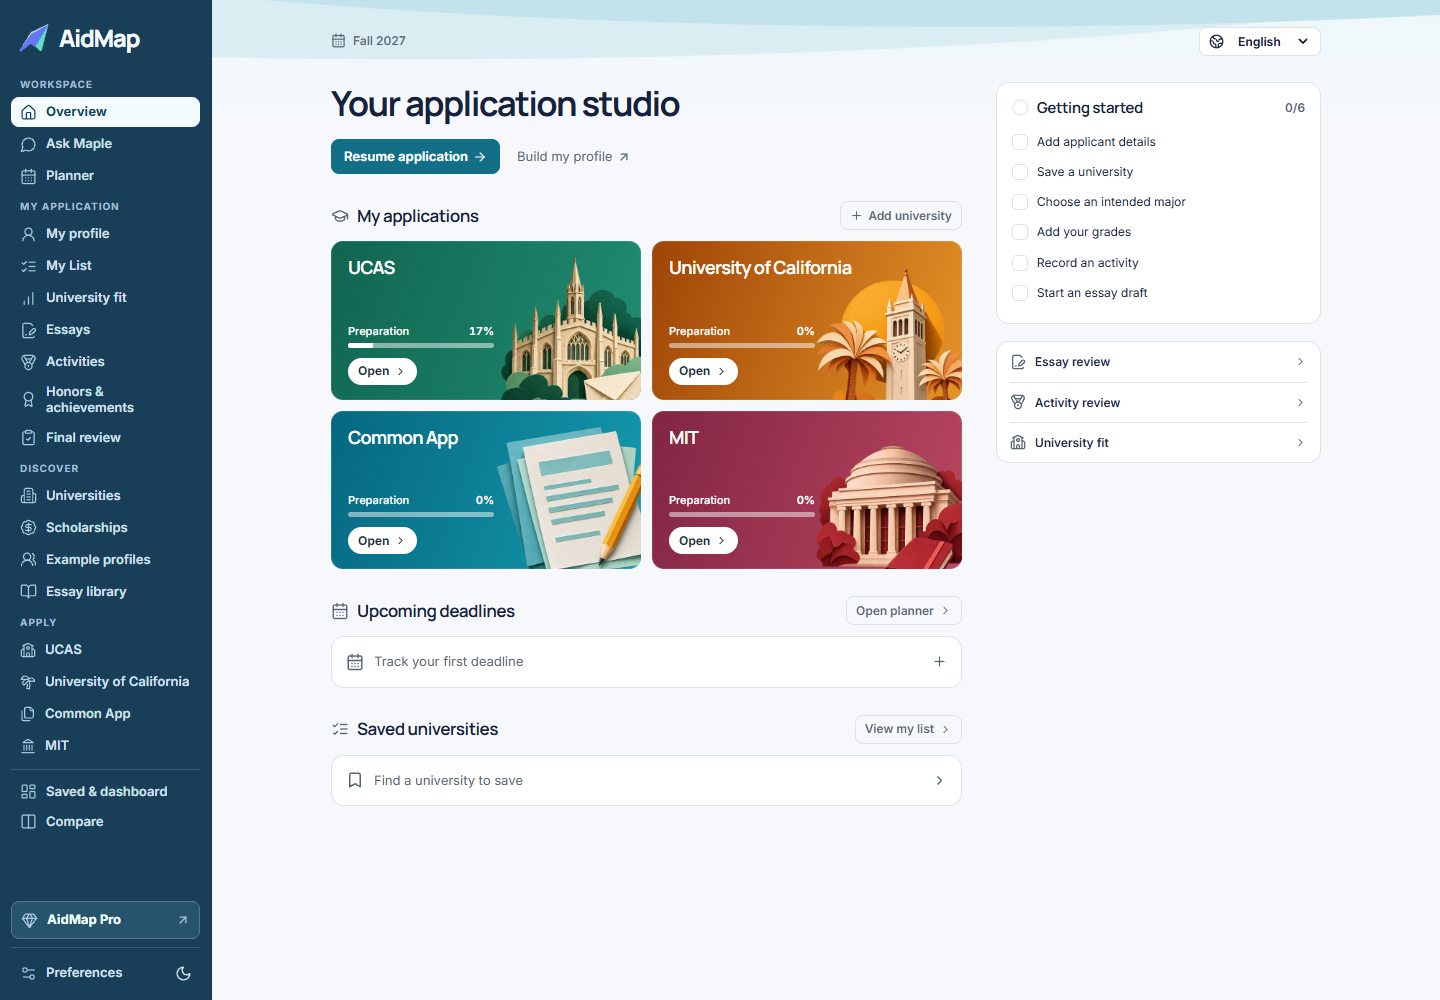 AidMap
WORKSPACE
Overview
Ask Maple
Planner
MY APPLICATION
My profile
My List
University fit
Essays
Activities
Honors &
achievements
Final review
DISCOVER
Universities
Scholarships
Example profiles
Essay library
APPLY
UCAS
University of California
Common App
MIT
Saved & dashboard
Compare
AidMap Pro
Preferences
Fall 2027
English
Your application studio
Resume application
Build my profile
My applications
Add university
UCAS
Preparation 17%
Open
University of California
Preparation 0%
Open
Common App
Preparation 0%
Open
MIT
Preparation 0%
Open
Upcoming deadlines
Open planner
Track your first deadline
Saved universities
View my list
Find a university to save
Getting started 0/6
Add applicant details
Save a university
Choose an intended major
Add your grades
Record an activity
Start an essay draft
Essay review
Activity review
University fit